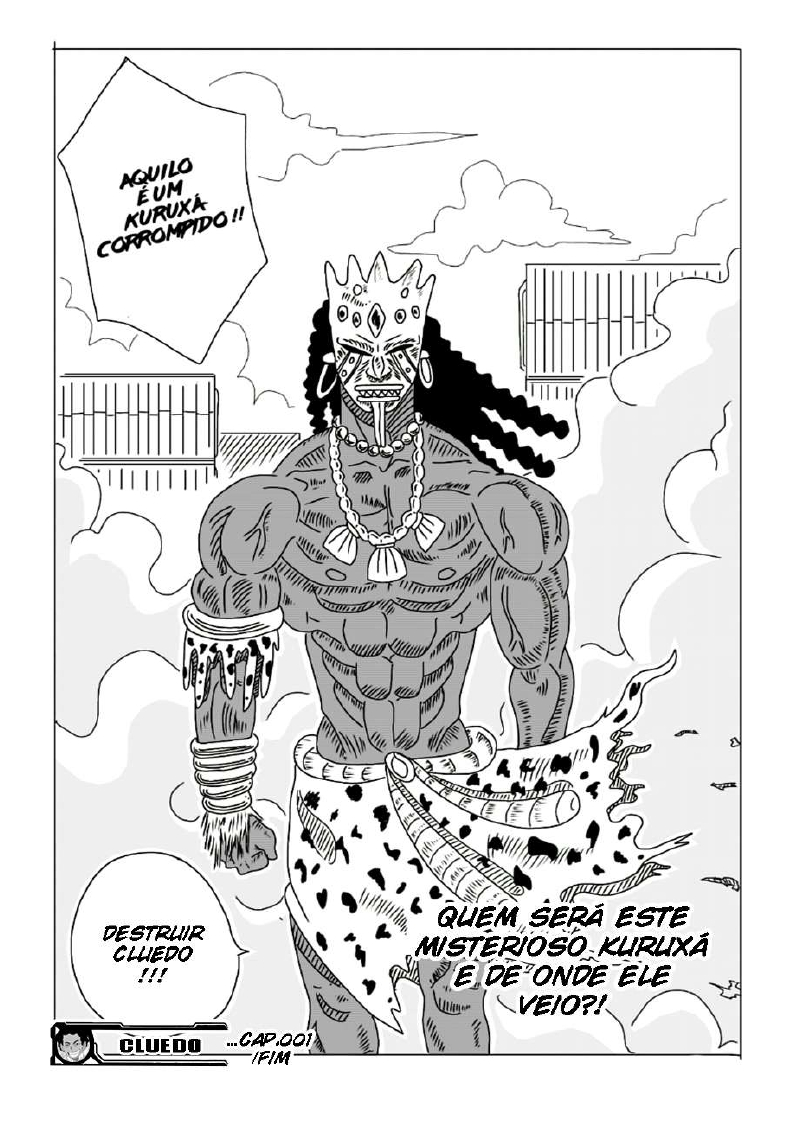 AQUILO
É UM
KURUXÁ
CORROMPIDO!!
DESTRUIR
CLUEDO
!!!
QUEM SERÁ ESTE
MISTERIOSO KURUXÁ
E DE ONDE ELE
VEIO?!
CLUEDO
...CAP.001
/FIM